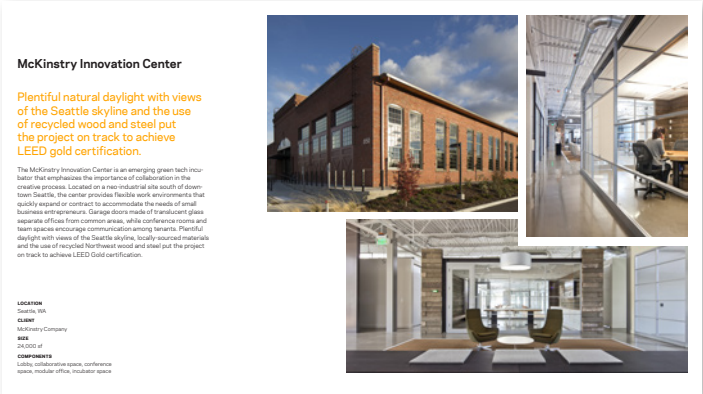 McKinstry Innovation Center
Plentiful natural daylight with views
of the Seattle skyline and the use
of recycled wood and steel put
the project on track to achieve
LEED gold certification.
The McKinstry Innovation Center is an emerging green tech incu-
bator that emphasizes the importance of collaboration in the
creative process. Located on a neo-industrial site south of down-
town Seattle, the center provides flexible work environments that
quickly expand or contract to accommodate the needs of small
business entrepreneurs. Garage doors made of translucent glass
separate offices from common areas, while conference rooms and
team spaces encourage communication among tenants. Plentiful
daylight with views of the Seattle skyline, locally-sourced materials
and the use of recycled Northwest wood and steel put the project
on track to achieve LEED Gold certification.
LOCATION
Seattle, WA
CLIENT
McKinstry Company
SIZE
24,000 sf
COMPONENTS
Lobby, collaborative space, conference
space, modular office, incubator space